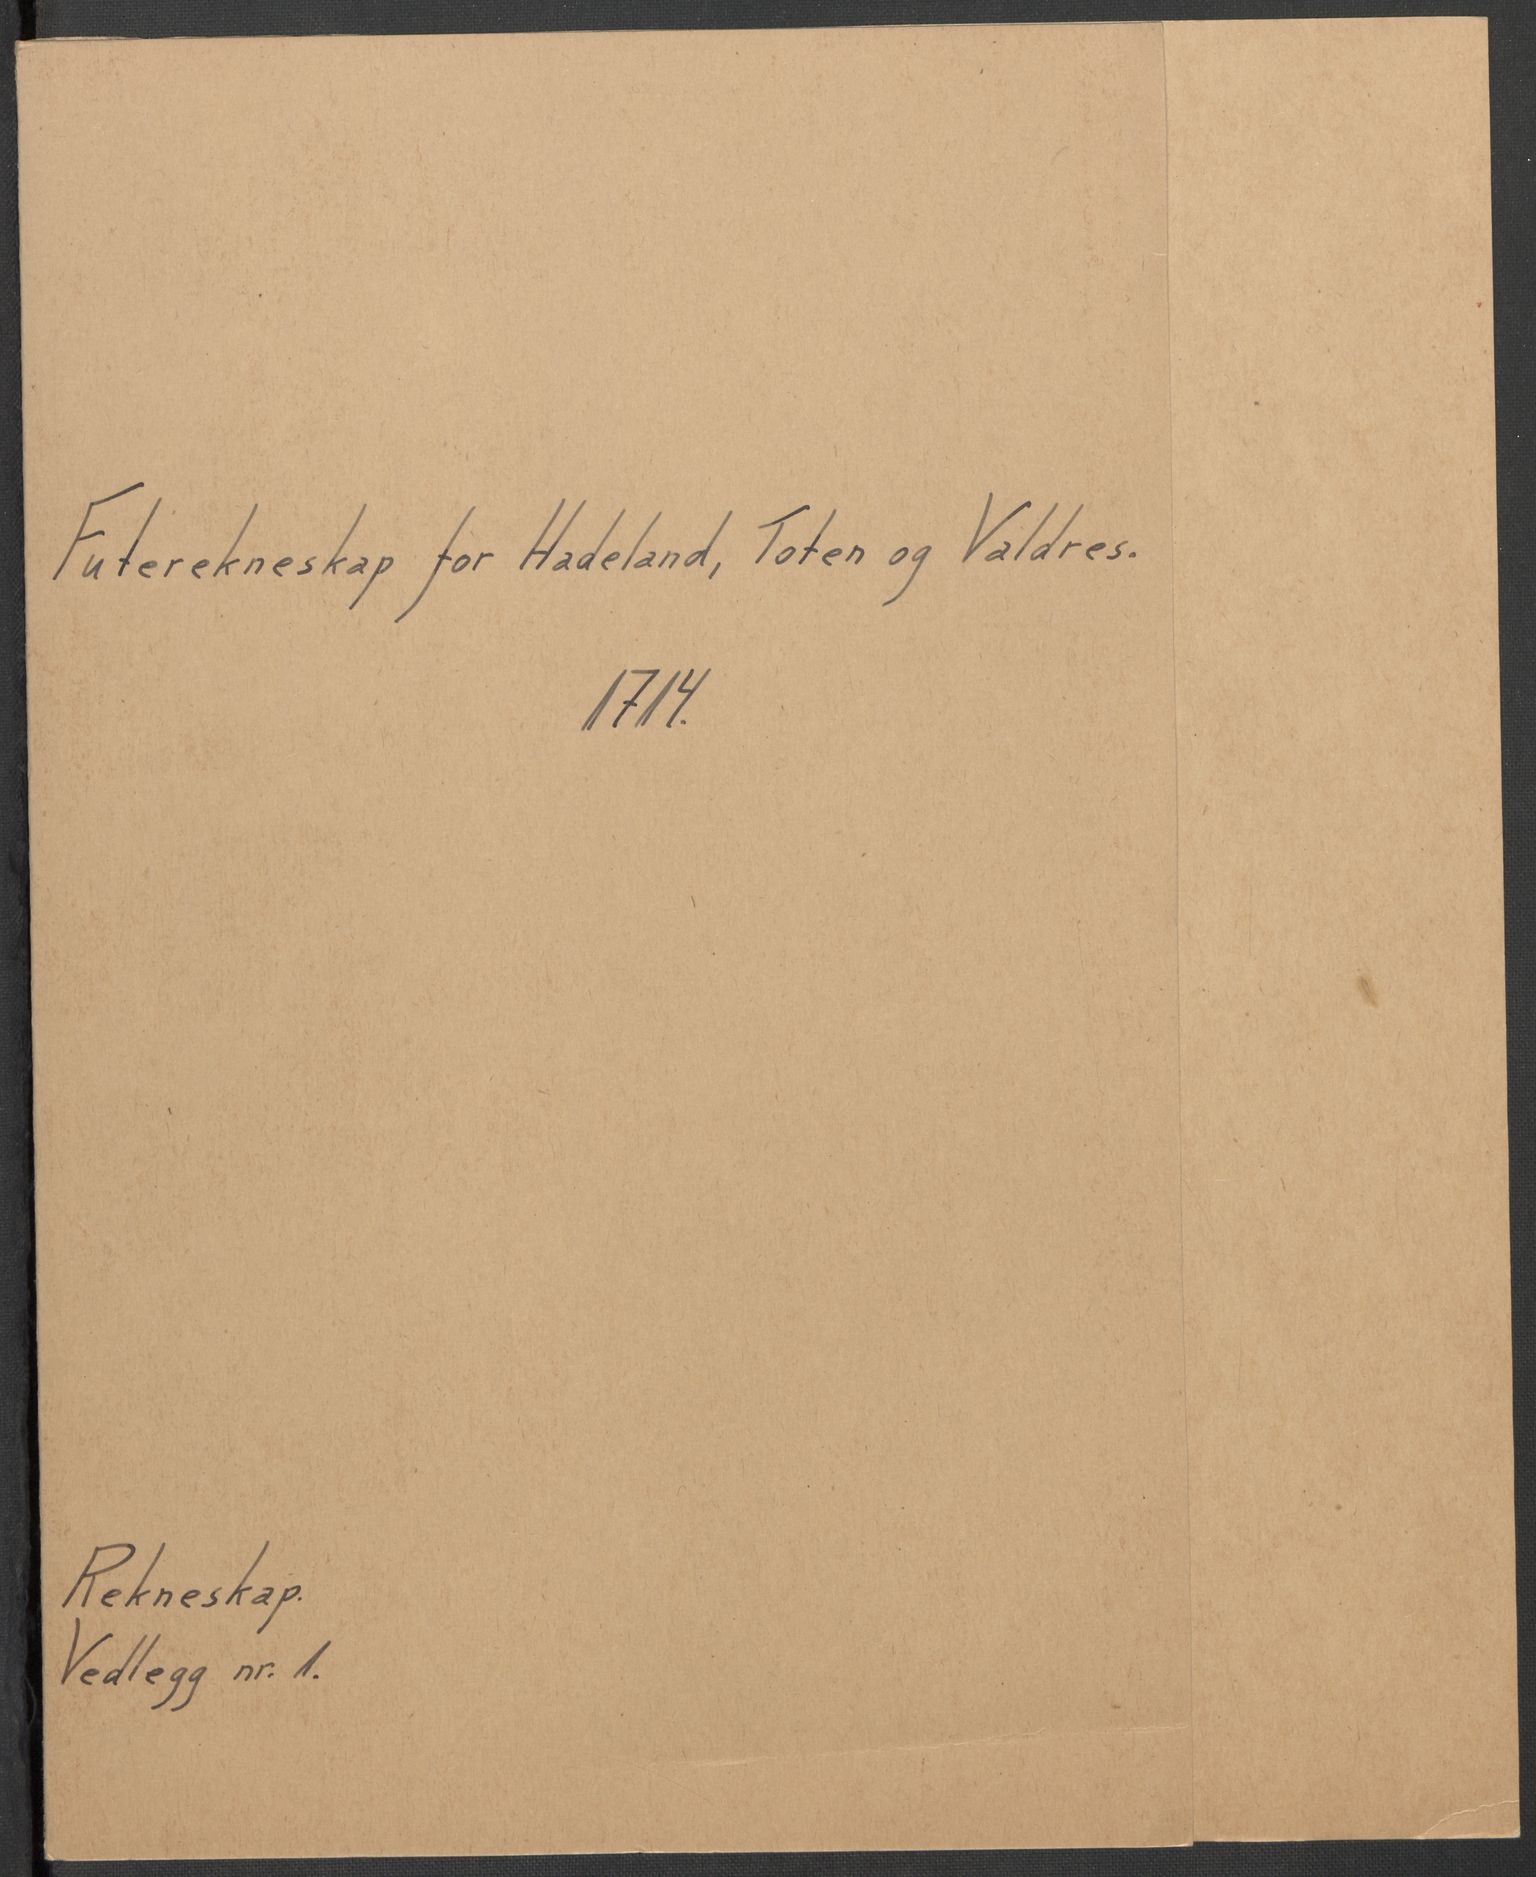 Futerekneskap for Hadeland, Toten og Valdres.
1714.
Rekneskap.
Vedlegg nr. 1.